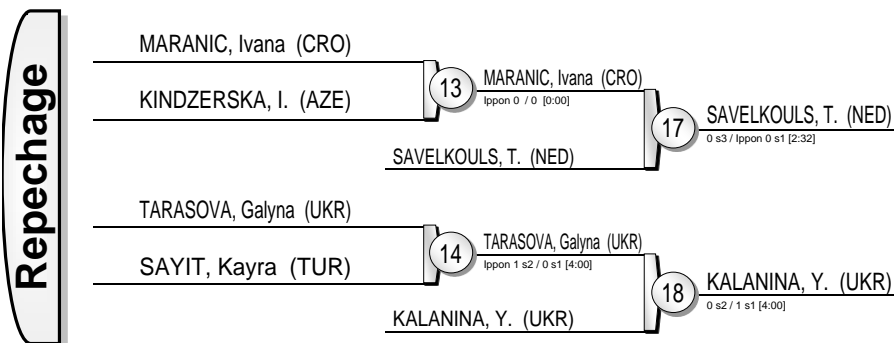 Repechage
MARANIC, Ivana (CRO)
KINDZERSKA, I. (AZE)
13
MARANIC, Ivana (CRO)
Ippon 0 / 0 [0:00]
SAVELKOULS, T. (NED)
17
SAVELKOULS, T. (NED)
0 s3 / Ippon 0 s1 [2:32]
TARASOVA, Galyna (UKR)
SAYIT, Kayra (TUR)
14
TARASOVA, Galyna (UKR)
Ippon 1 s2 / 0 s1 [4:00]
KALANINA, Y. (UKR)
18
KALANINA, Y. (UKR)
0 s2 / 1 s1 [4:00]